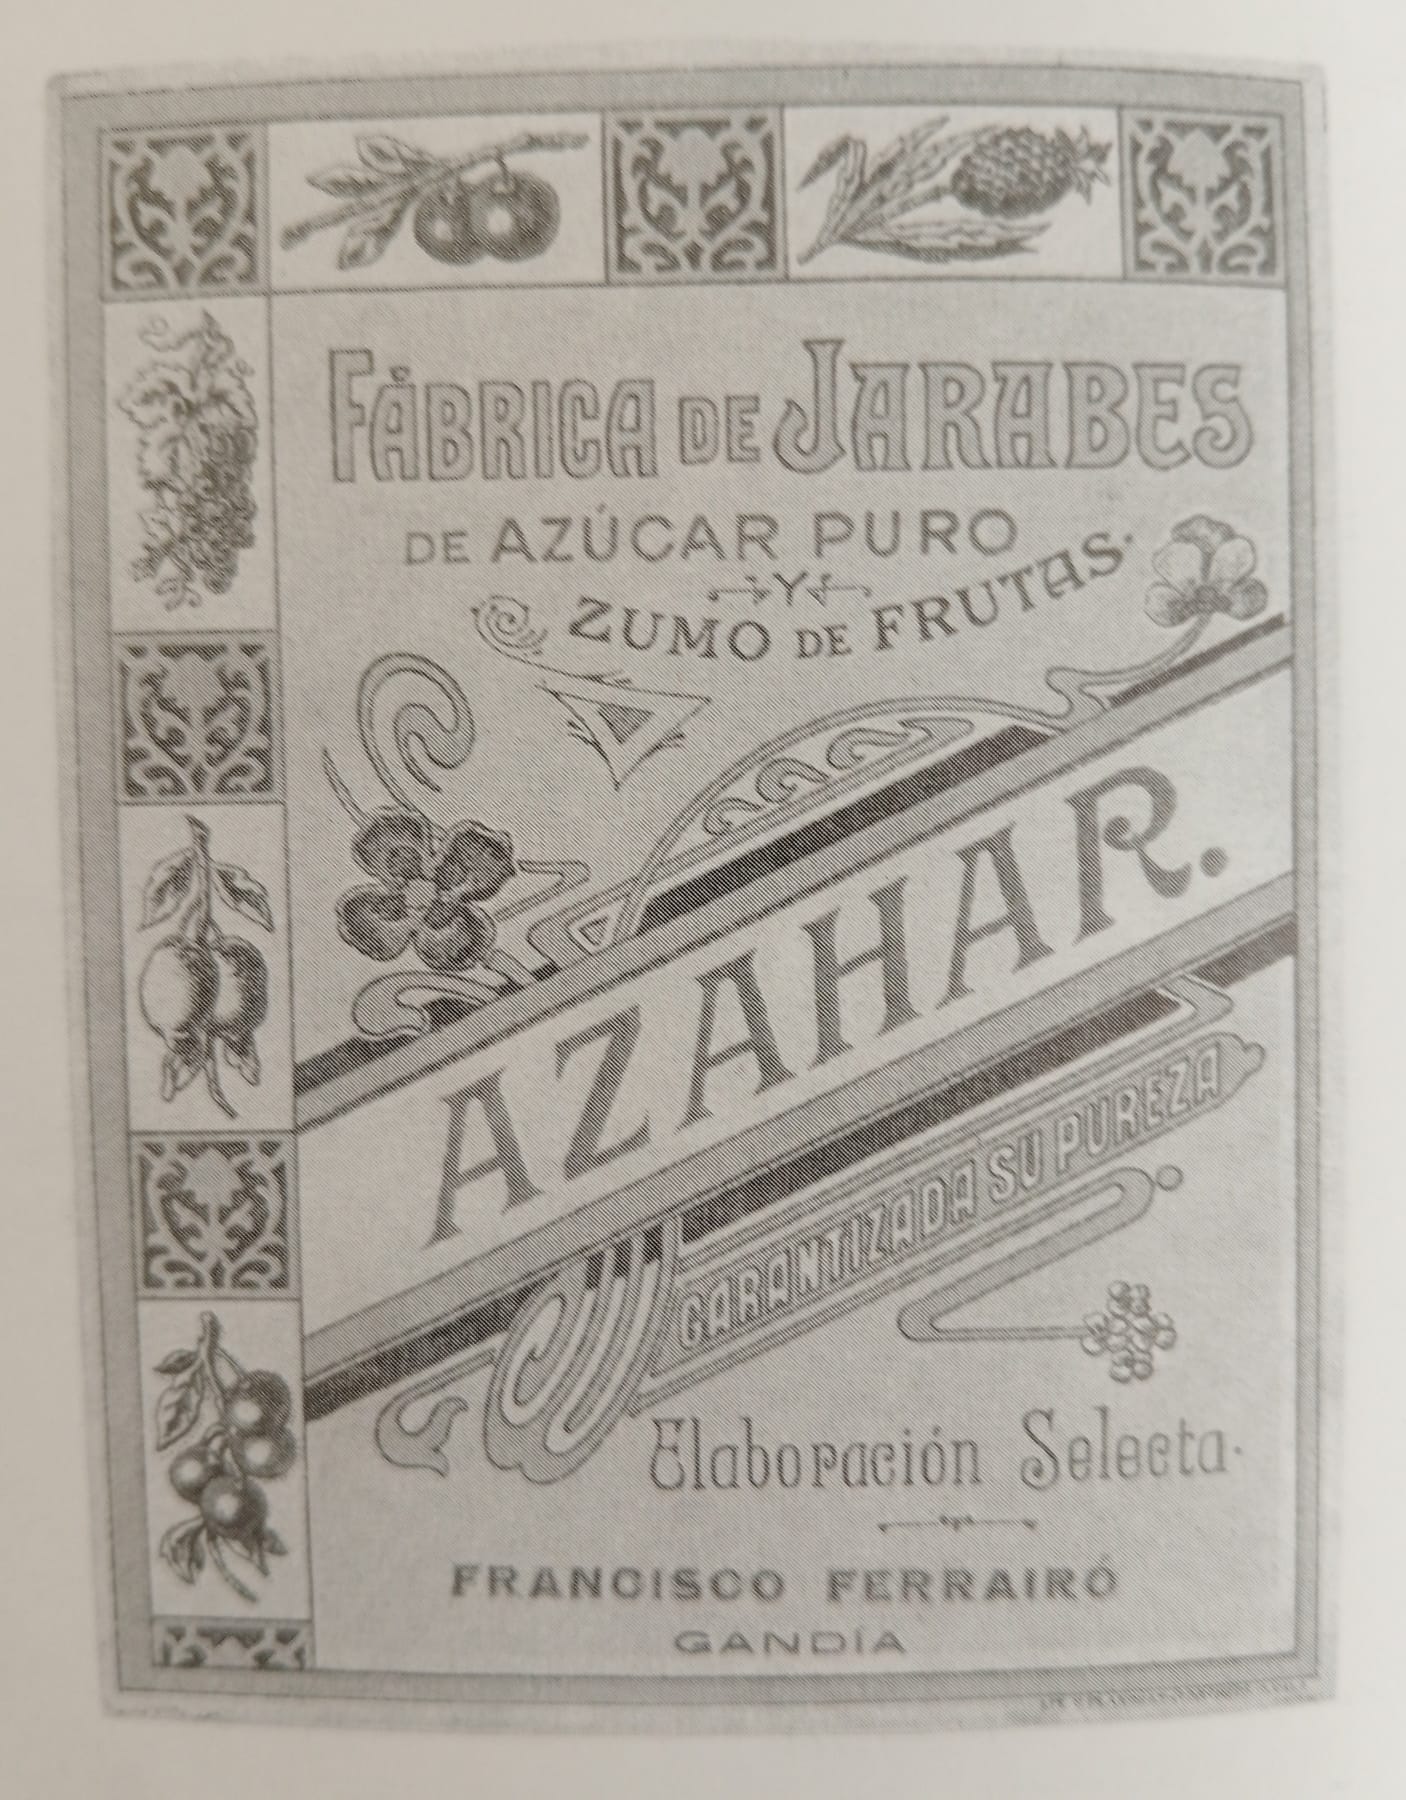 FÁBRICA DE JARABES
DE AZÚCAR PURO
Y
ZUMO DE FRUTAS.
AZAHAR.
GARANTIZADA SU PUREZA
Elaboración Selecta.
FRANCISCO FERRAIRÓ
GANDÍA